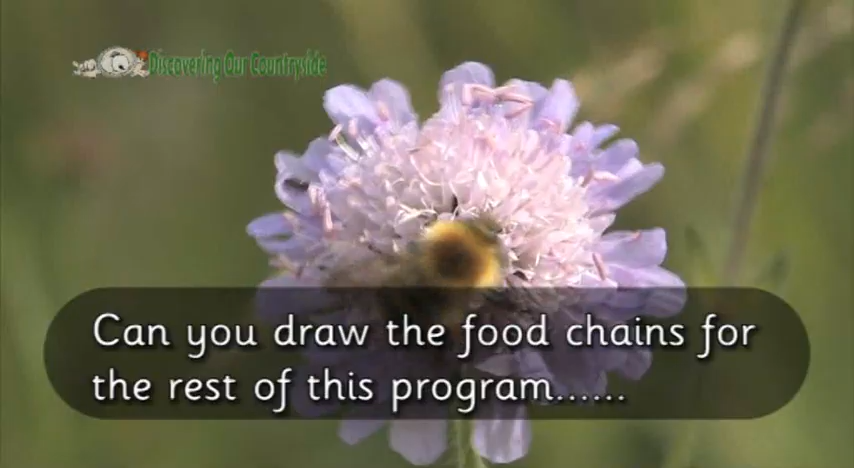 Discovering Our Countryside
Can you draw the food chains for
the rest of this program......